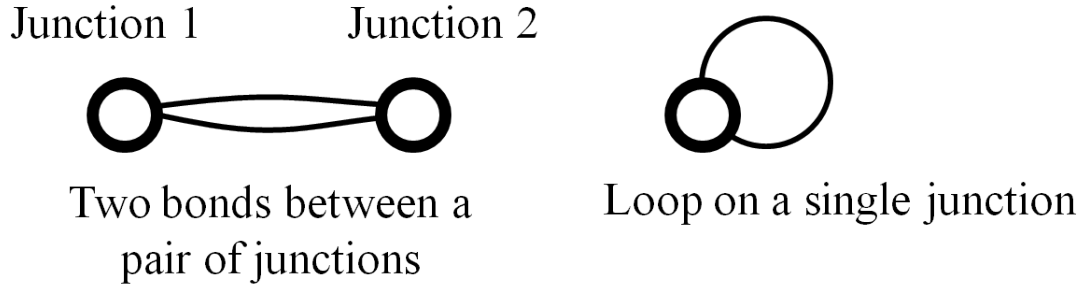 Junction 1
Junction 2
Two bonds between a
pair of junctions
Loop on a single junction